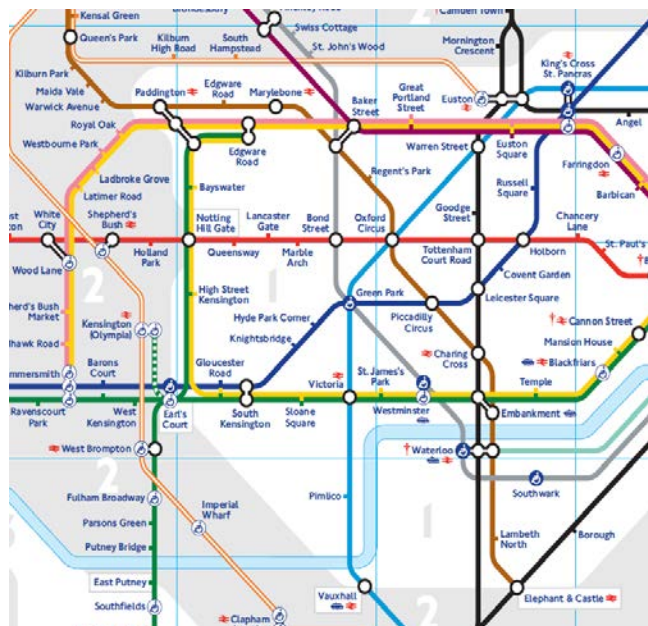 Swiss Cottage
Camden Town
Kensal Green
Queen's Park
Kilburn
High Road
South
Hampstead
St. John's Wood
Mornington
Crescent
King's Cross
St. Pancras
Kilburn Park
Maida Vale
Warwick Avenue
Paddington
Edgware
Road
Marylebone
Baker
Street
Great
Portland
Street
Euston
Angel
Royal Oak
Westbourne Park
Edgware
Road
Warren Street
Euston
Square
Farringdon
Barbican
Ladbroke Grove
Latimer Road
Bayswater
Regent's Park
Russell
Square
Goodge
Street
White
City
Shepherd's
Bush
Notting
Hill Gate
Lancaster
Gate
Bond
Street
Oxford
Circus
Chancery
Lane
Holland
Park
Queensway
Marble
Arch
Tottenham
Court Road
Holborn
St. Paul's
Wood Lane
2
1
High Street
Kensington
Green Park
Covent Garden
Leicester Square
Kensington
(Olympia)
Hyde Park Corner
Knightsbridge
Piccadilly
Circus
Cannon Street
Mansion House
Blackfriars
Barons
Court
Gloucester
Road
Victoria
St. James's
Park
Charing
Cross
Temple
Ravenscourt
Park
West
Kensington
Earl's
Court
South
Kensington
Sloane
Square
Westminster
Embankment
West Brompton
2
Waterloo
Fulham Broadway
Imperial
Wharf
Pimlico
1
Southwark
Parsons Green
Putney Bridge
Lambeth
North
Borough
East Putney
Southfields
Clapham
Vauxhall
2
Elephant & Castle